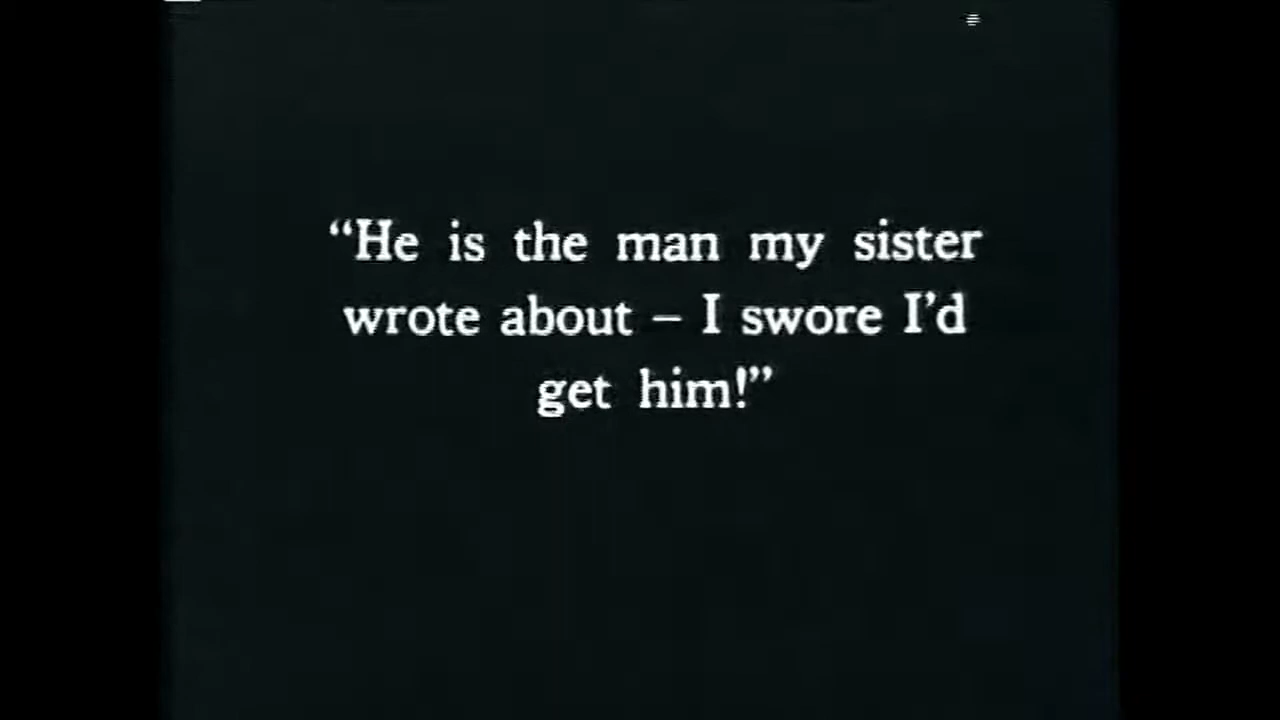 “He is the man my sister
wrote about – I swore I’d
get him!”